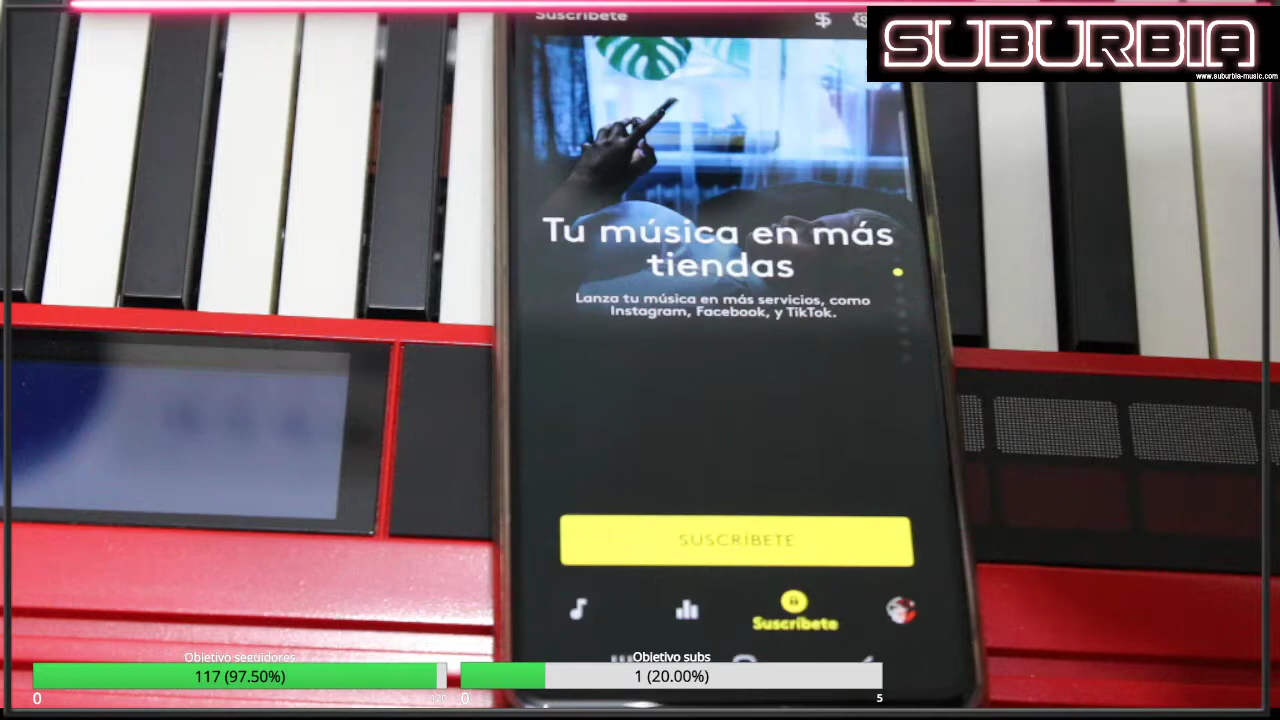 Suscríbete
$
SUBURBIA
www.suburbia-music.com
Tu música en más
tiendas
Lanza tu música en más servicios, como
Instagram, Facebook, y TikTok.
SUSCRÍBETE
Suscríbete
Objetivo seguidores
117 (97.50%)
0
120
Objetivo subs
1 (20.00%)
0
5